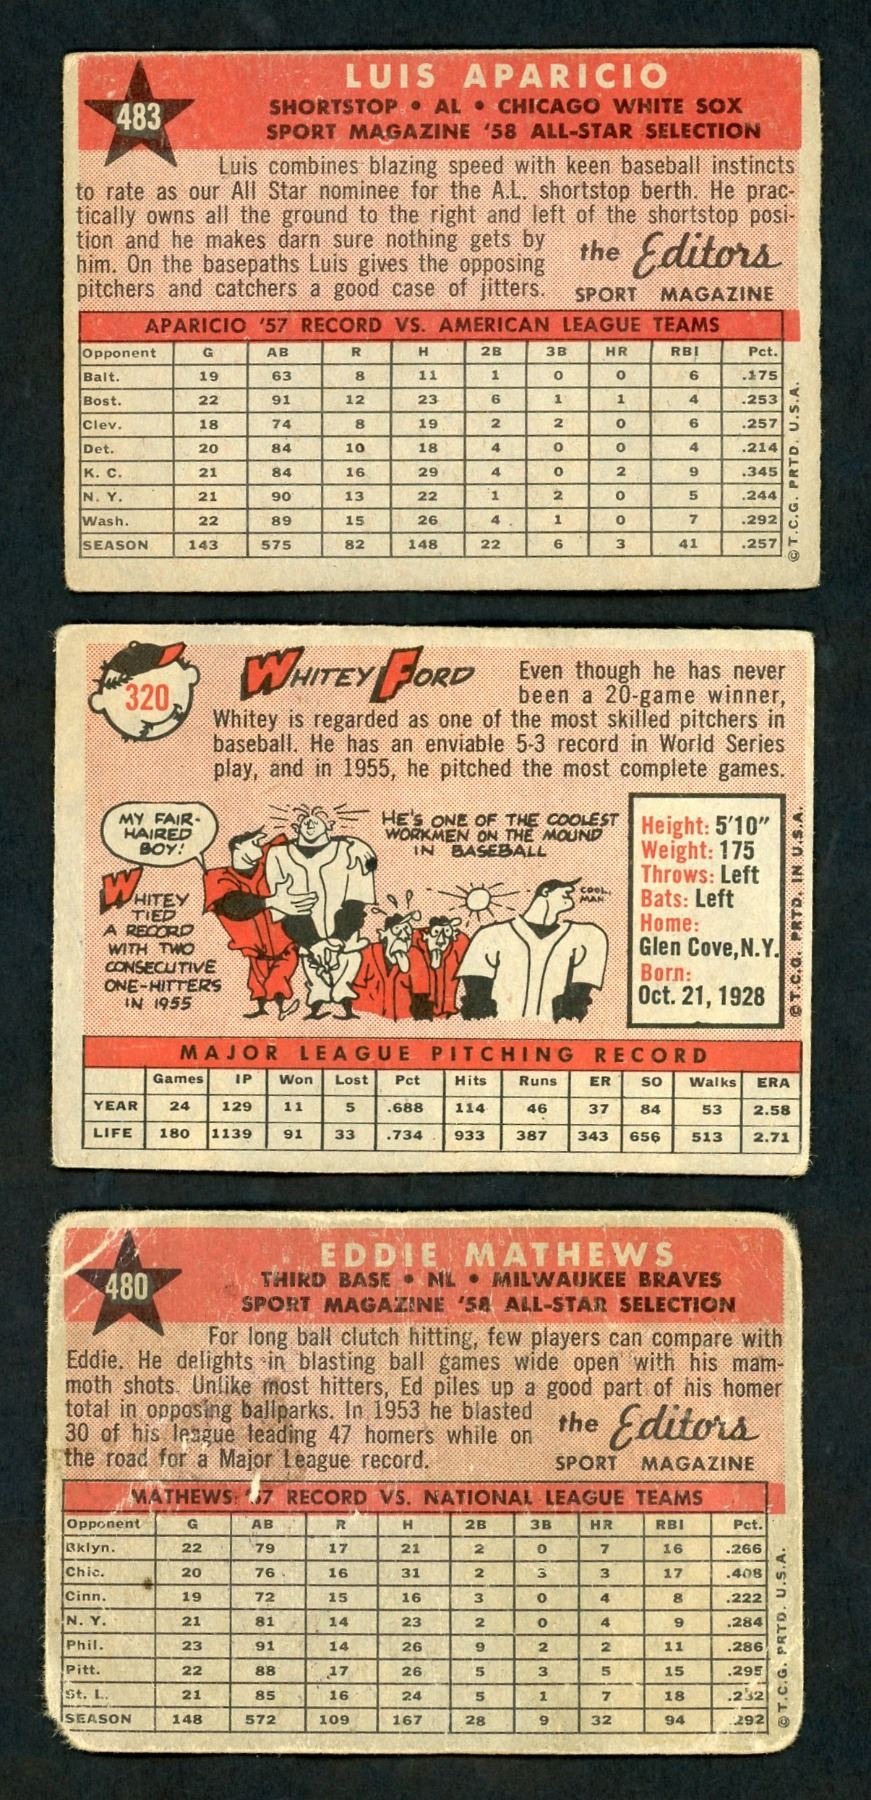 483
LUIS APARICIO
SHORTSTOP • AL • CHICAGO WHITE SOX
SPORT MAGAZINE '58 ALL-STAR SELECTION
Luis combines blazing speed with keen baseball instincts
to rate as our All Star nominee for the A.L. shortstop berth. He prac-
tically owns all the ground to the right and left of the shortstop posi-
tion and he makes darn sure nothing gets by
him. On the basepaths Luis gives the opposing
pitchers and catchers a good case of jitters.
the Editors
SPORT MAGAZINE
APARICIO '57 RECORD VS. AMERICAN LEAGUE TEAMS
Opponent G AB R H 2B 3B HR RBI Pct.
Balt. 19 63 8 11 1 0 0 6 .175
Bost. 22 91 12 23 6 1 1 4 .253
Clev. 18 74 8 19 2 2 0 6 .257
Det. 20 84 10 18 4 0 0 4 .214
K. C. 21 84 16 29 4 0 2 9 .345
N. Y. 21 90 13 22 1 2 0 5 .244
Wash. 22 89 15 26 4 1 0 7 .292
SEASON 143 575 82 148 22 6 3 41 .257
© T.C.G. PRTD. U.S.A.
320
WHITEY FORD
Even though he has never
been a 20-game winner,
Whitey is regarded as one of the most skilled pitchers in
baseball. He has an enviable 5-3 record in World Series
play, and in 1955, he pitched the most complete games.
MY FAIR-
HAIRED
BOY!
WHITEY
TIED
A RECORD
WITH TWO
CONSECUTIVE
ONE-HITTERS
IN 1955
HE'S ONE OF THE COOLEST
WORKMEN ON THE MOUND
IN BASEBALL
COOL,
MAN
Height: 5'10"
Weight: 175
Throws: Left
Bats: Left
Home:
Glen Cove, N.Y.
Born:
Oct. 21, 1928
© T.C.G. PRTD. IN U.S.A.
MAJOR LEAGUE PITCHING RECORD
Games IP Won Lost Pct Hits Runs ER SO Walks ERA
YEAR 24 129 11 5 .688 114 46 37 84 53 2.58
LIFE 180 1139 91 33 .734 933 387 343 656 513 2.71
480
EDDIE MATHEWS
THIRD BASE • NL • MILWAUKEE BRAVES
SPORT MAGAZINE '58 ALL-STAR SELECTION
For long ball clutch hitting, few players can compare with
Eddie. He delights in blasting ball games wide open with his mam-
moth shots. Unlike most hitters, Ed piles up a good part of his homer
total in opposing ballparks. In 1953 he blasted
30 of his league leading 47 homers while on
the road for a Major League record.
the Editors
SPORT MAGAZINE
MATHEWS '57 RECORD VS. NATIONAL LEAGUE TEAMS
Opponent G AB R H 2B 3B HR RBI Pct.
Bklyn. 22 79 17 21 2 0 7 16 .266
Chic. 20 76 16 31 2 3 3 17 .408
Cinn. 19 72 15 16 3 0 4 8 .222
N. Y. 21 81 14 23 2 0 4 9 .284
Phil. 23 91 14 26 9 2 2 11 .286
Pitt. 22 88 17 26 5 3 5 15 .295
St. L. 21 85 16 24 5 1 7 18
SEASON 148 572 109 167 28 9 32 94 .292
© T.C.G. PRTD. U.S.A.